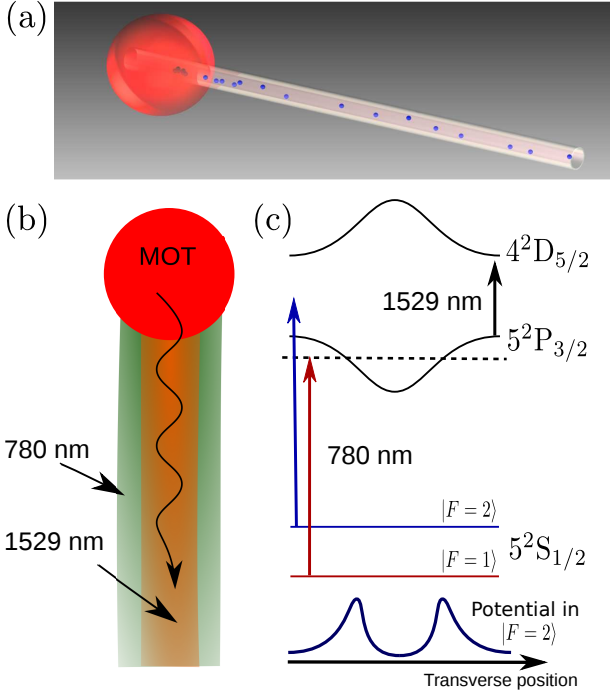 (a)
(b)
MOT
780 nm
1529 nm
(c)
4²D₅/₂
1529 nm
5²P₃/₂
780 nm
|F = 2⟩
5²S₁/₂
|F = 1⟩
Potential in
|F = 2⟩
Transverse position